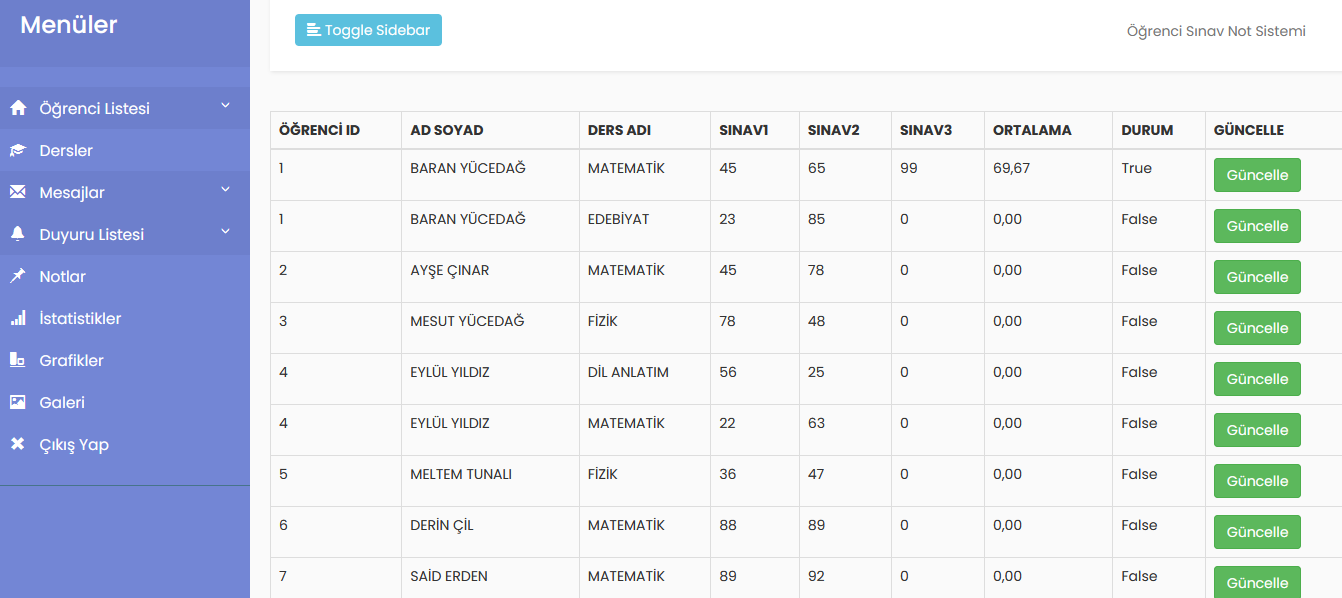 Menüler
Öğrenci Listesi
Dersler
Mesajlar
Duyuru Listesi
Notlar
İstatistikler
Grafikler
Galeri
Çıkış Yap
Toggle Sidebar
Öğrenci Sınav Not Sistemi
ÖĞRENCİ ID AD SOYAD DERS ADI SINAV1 SINAV2 SINAV3 ORTALAMA DURUM GÜNCELLE
1 BARAN YÜCEDAĞ MATEMATİK 45 65 99 69,67 True Güncelle
1 BARAN YÜCEDAĞ EDEBİYAT 23 85 0 0,00 False Güncelle
2 AYŞE ÇINAR MATEMATİK 45 78 0 0,00 False Güncelle
3 MESUT YÜCEDAĞ FİZİK 78 48 0 0,00 False Güncelle
4 EYLÜL YILDIZ DİL ANLATIM 56 25 0 0,00 False Güncelle
4 EYLÜL YILDIZ MATEMATİK 22 63 0 0,00 False Güncelle
5 MELTEM TUNALI FİZİK 36 47 0 0,00 False Güncelle
6 DERİN ÇİL MATEMATİK 88 89 0 0,00 False Güncelle
7 SAİD ERDEN MATEMATİK 89 92 0 0,00 False Güncelle